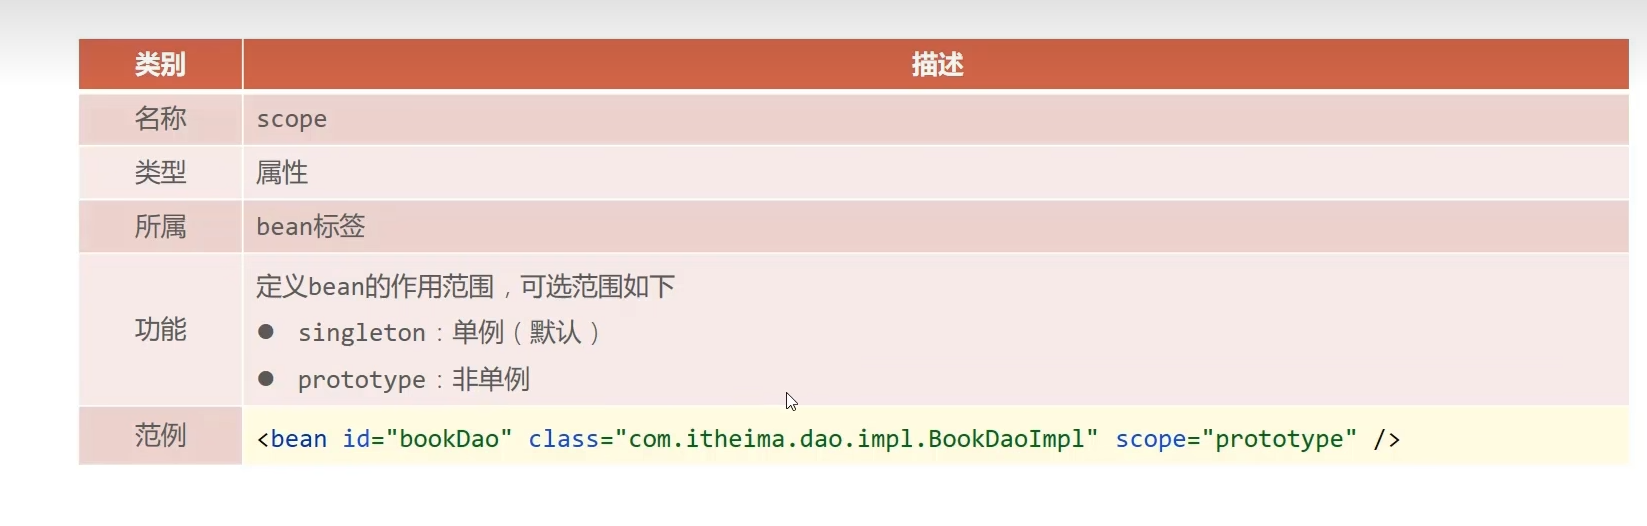 类别 描述
名称 scope
类型 属性
所属 bean标签
功能 定义bean的作用范围，可选范围如下
● singleton：单例（默认）
● prototype：非单例
范例 <bean id="bookDao" class="com.itheima.dao.impl.BookDaoImpl" scope="prototype" />